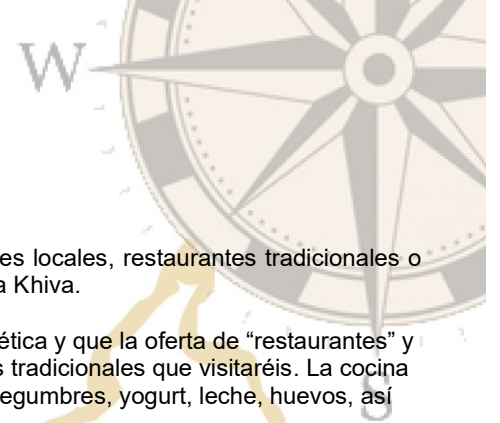 W
es locales, restaurantes tradicionales o
a Khiva.
ética y que la oferta de “restaurantes” y
s tradicionales que visitaréis. La cocina
egumbres, yogurt, leche, huevos, así
S